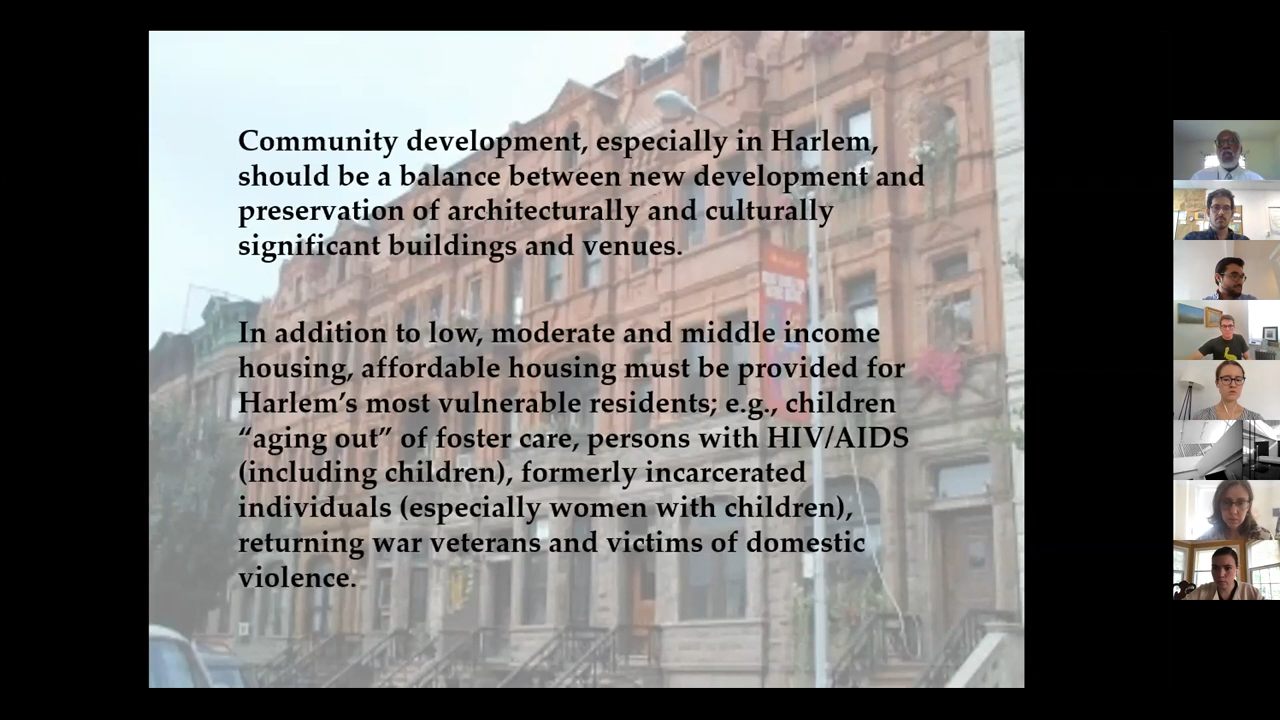 Community development, especially in Harlem,
should be a balance between new development and
preservation of architecturally and culturally
significant buildings and venues.
In addition to low, moderate and middle income
housing, affordable housing must be provided for
Harlem’s most vulnerable residents; e.g., children
“aging out” of foster care, persons with HIV/AIDS
(including children), formerly incarcerated
individuals (especially women with children),
returning war veterans and victims of domestic
violence.